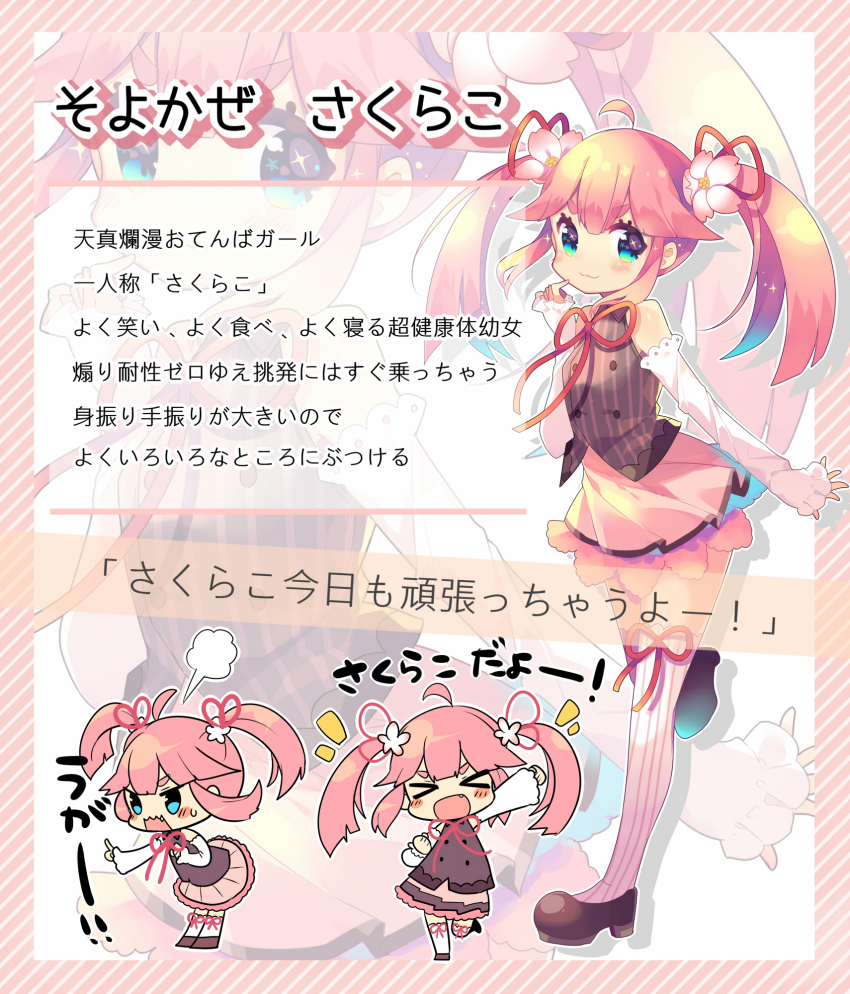 そよかぜ　さくらこ
天真爛漫おてんばガール
一人称「さくらこ」
よく笑い、よく食べ、よく寝る超健康体幼女
煽り耐性ゼロゆえ挑発にはすぐ乗っちゃう
身振り手振りが大きいので
よくいろいろなところにぶつける
「さくらこ今日も頑張っちゃうよー！」
さくらこだよー！
うがー！！